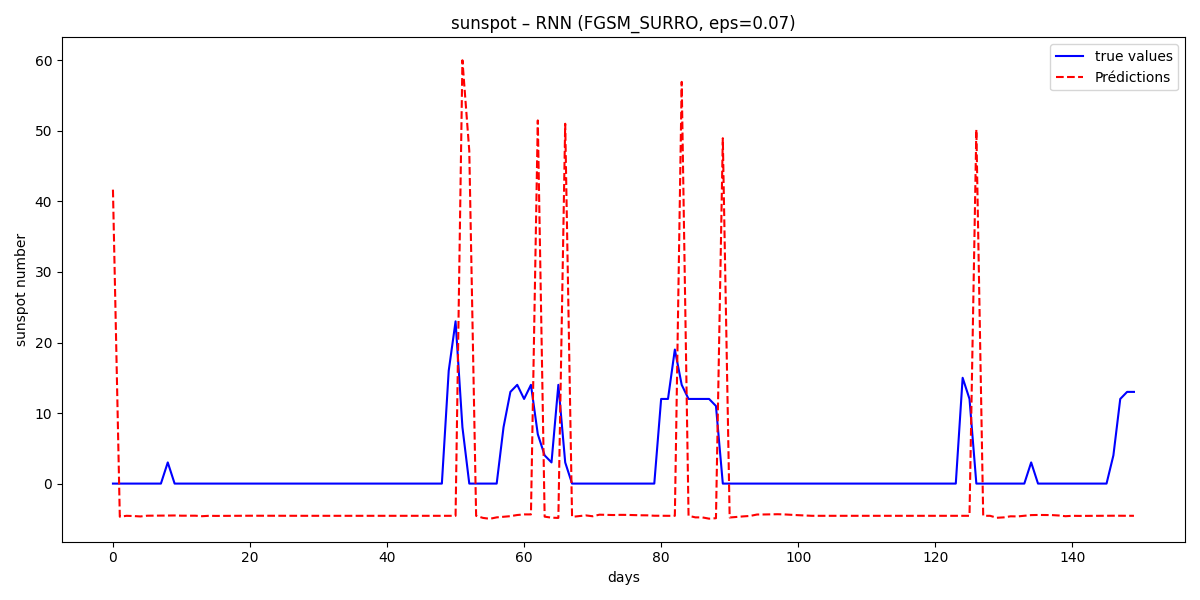 sunspot – RNN (FGSM_SURRO, eps=0.07)
true values
Prédictions
sunspot number
60
50
40
30
20
10
0
0 20 40 60 80 100 120 140
days